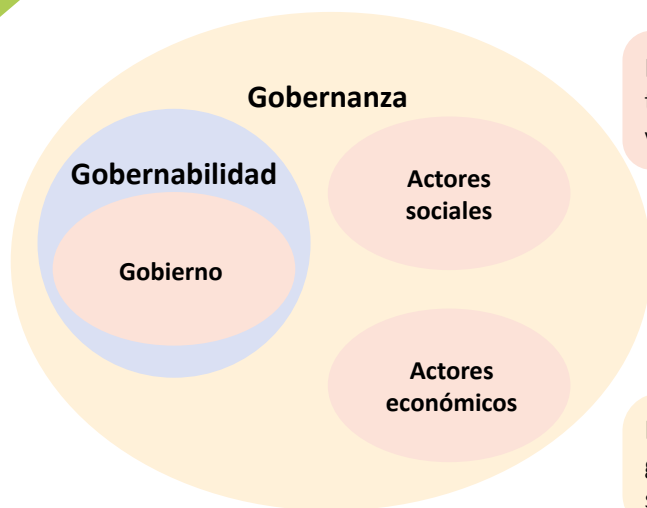 Gobernanza
Gobernabilidad
Gobierno
Actores
sociales
Actores
económicos